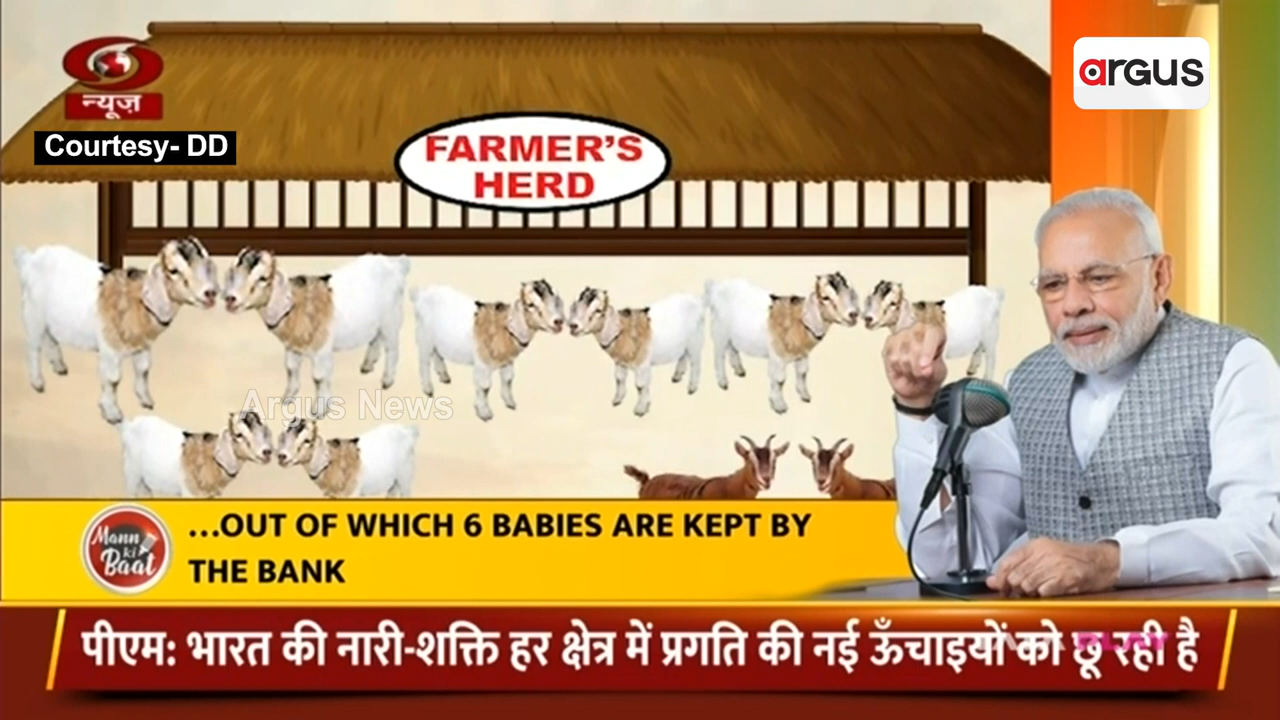 न्यूज़
Courtesy- DD
argus
FARMER'S
HERD
Argus News
Mann
ki
Baat
...OUT OF WHICH 6 BABIES ARE KEPT BY
THE BANK
पीएम: भारत की नारी-शक्ति हर क्षेत्र में प्रगति की नई ऊँचाइयों को छू रही है
PLAY